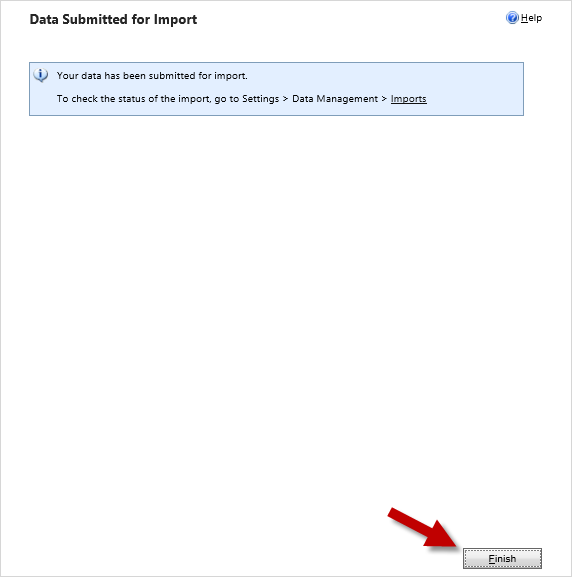 Data Submitted for Import
Help
Your data has been submitted for import.
To check the status of the import, go to Settings > Data Management > Imports
Finish